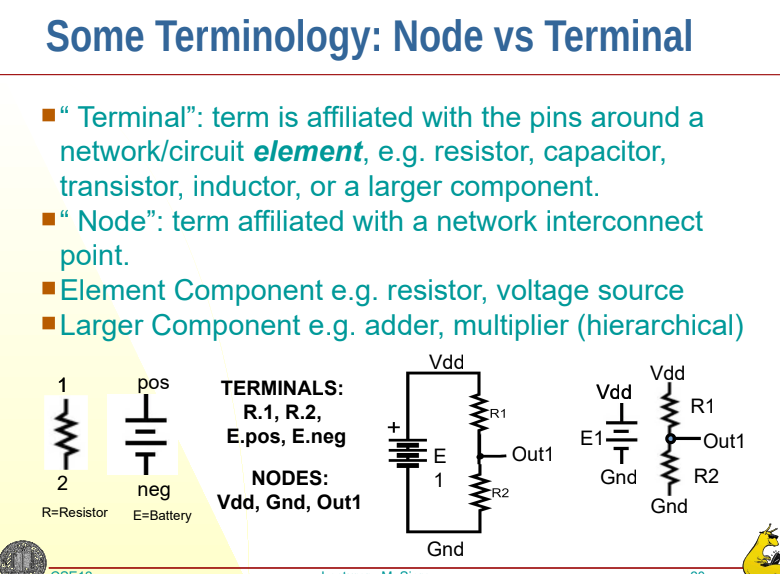 Some Terminology: Node vs Terminal
“ Terminal”: term is affiliated with the pins around a
network/circuit element, e.g. resistor, capacitor,
transistor, inductor, or a larger component.
“ Node”: term affiliated with a network interconnect
point.
Element Component e.g. resistor, voltage source
Larger Component e.g. adder, multiplier (hierarchical)
1
2
R=Resistor
pos
neg
E=Battery
TERMINALS:
R.1, R.2,
E.pos, E.neg
NODES:
Vdd, Gnd, Out1
Vdd
R1
+
E
1
Out1
R2
Gnd
Vdd
E1
Gnd
Vdd
R1
Out1
R2
Gnd